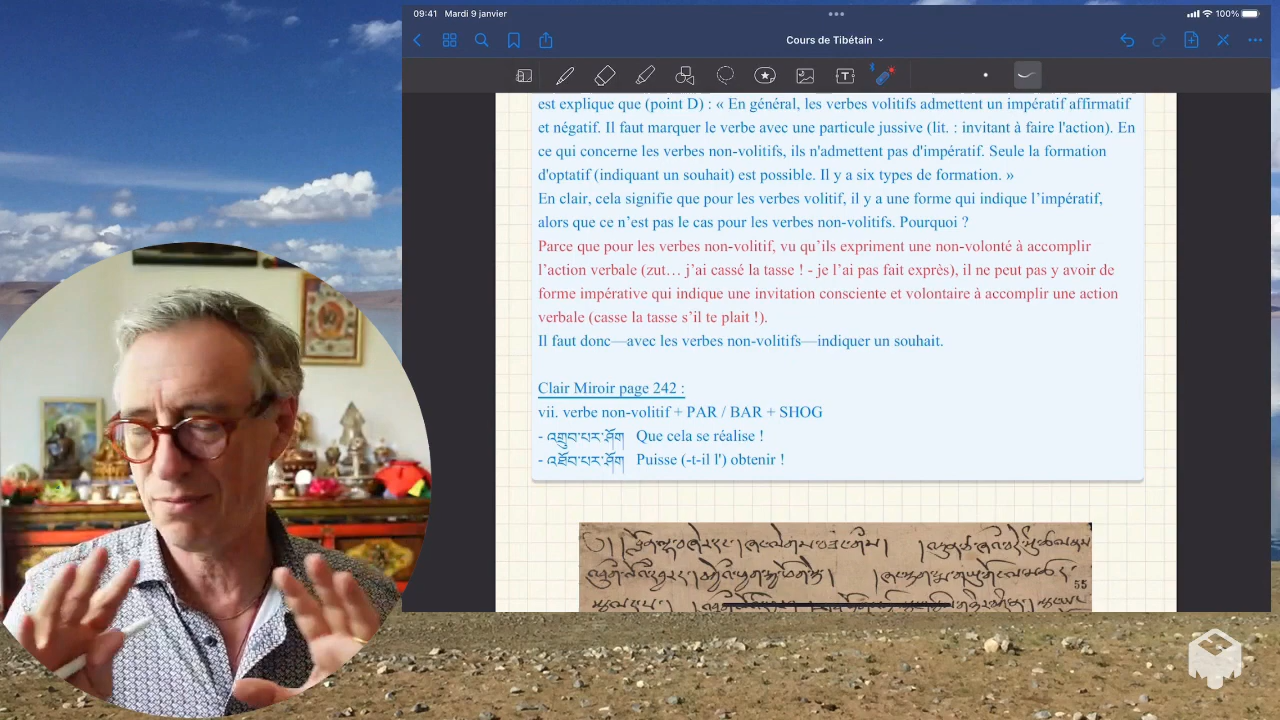 09:41 Mardi 9 janvier
100%
Cours de Tibétain
est explique que (point D) : « En général, les verbes volitifs admettent un impératif affirmatif
et négatif. Il faut marquer le verbe avec une particule jussive (lit. : invitant à faire l'action). En
ce qui concerne les verbes non-volitifs, ils n'admettent pas d'impératif. Seule la formation
d'optatif (indiquant un souhait) est possible. Il y a six types de formation. »
En clair, cela signifie que pour les verbes volitif, il y a une forme qui indique l’impératif,
alors que ce n’est pas le cas pour les verbes non-volitifs. Pourquoi ?
Parce que pour les verbes non-volitif, vu qu’ils expriment une non-volonté à accomplir
l’action verbale (zut… j’ai cassé la tasse ! - je l’ai pas fait exprès), il ne peut pas y avoir de
forme impérative qui indique une invitation consciente et volontaire à accomplir une action
verbale (casse la tasse s’il te plait !).
Il faut donc—avec les verbes non-volitifs—indiquer un souhait.
Clair Miroir page 242 :
vii. verbe non-volitif + PAR / BAR + SHOG
- འགྲུབ་པར་ཤོག Que cela se réalise !
- འཐོབ་པར་ཤོག Puisse (-t-il l') obtenir !
55